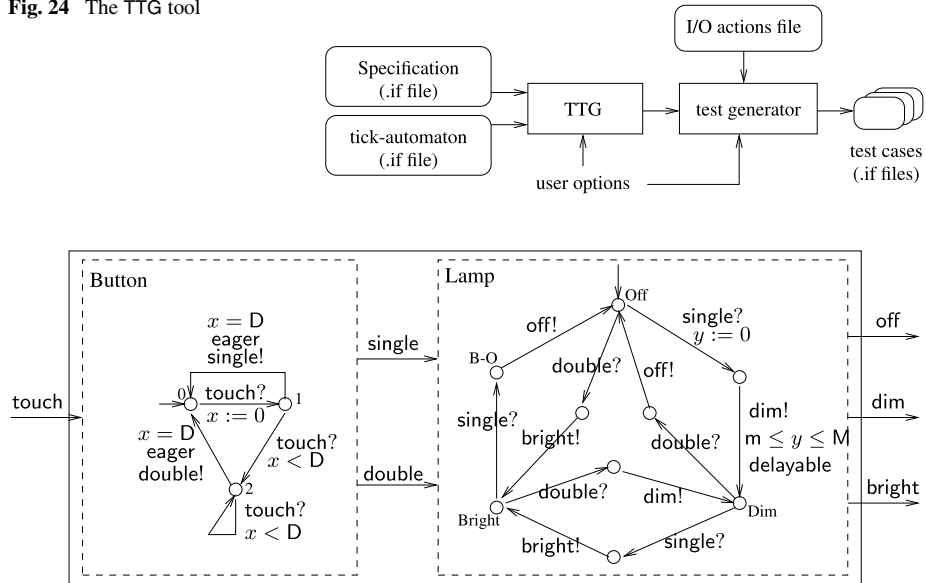 Fig. 24 The TTG tool
I/O actions file
Specification
(.if file)
TTG
test generator
tick-automaton
(.if file)
test cases
(.if files)
user options
Button
x = D
eager
single!
0
touch?
x := 0
1
x = D
eager
double!
touch?
x < D
2
touch?
x < D
touch
single
double
Lamp
Off
off!
single?
y := 0
B-O
double?
off!
single?
bright!
double?
dim!
m ≤ y ≤ M
delayable
double?
dim!
Bright
Dim
bright!
single?
off
dim
bright